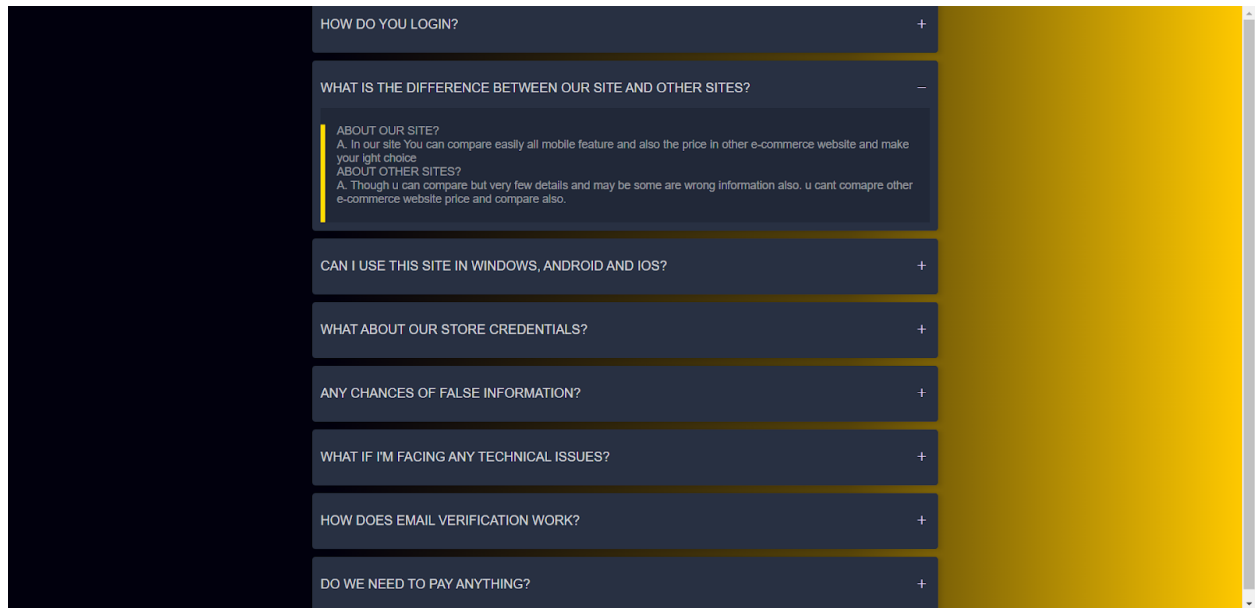 HOW DO YOU LOGIN? +
WHAT IS THE DIFFERENCE BETWEEN OUR SITE AND OTHER SITES? −
ABOUT OUR SITE?
A. In our site You can compare easily all mobile feature and also the price in other e-commerce website and make
your ight choice
ABOUT OTHER SITES?
A. Though u can compare but very few details and may be some are wrong information also. u cant comapre other
e-commerce website price and compare also.
CAN I USE THIS SITE IN WINDOWS, ANDROID AND IOS? +
WHAT ABOUT OUR STORE CREDENTIALS? +
ANY CHANCES OF FALSE INFORMATION? +
WHAT IF I'M FACING ANY TECHNICAL ISSUES? +
HOW DOES EMAIL VERIFICATION WORK? +
DO WE NEED TO PAY ANYTHING? +